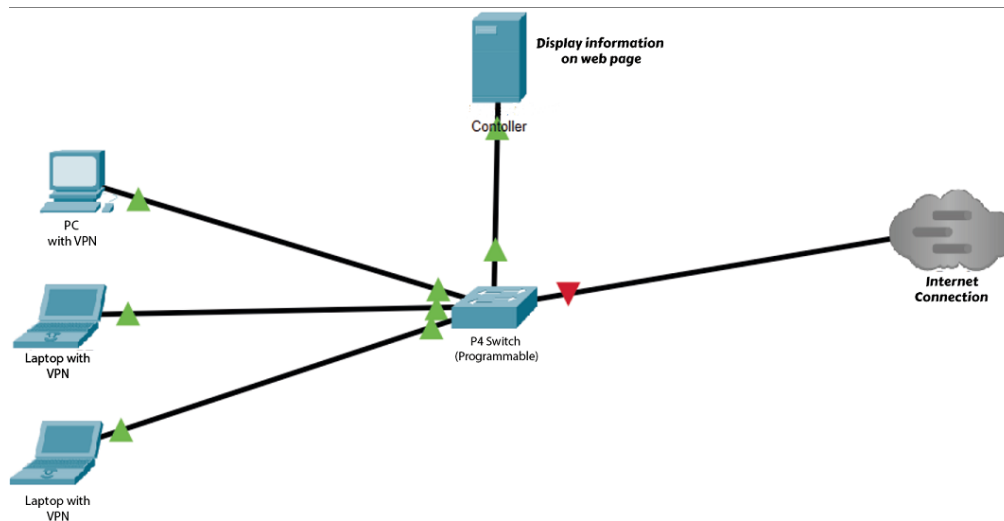 Display information
on web page
Contoller
PC
with VPN
Laptop with
VPN
P4 Switch
(Programmable)
Internet
Connection
Laptop with
VPN